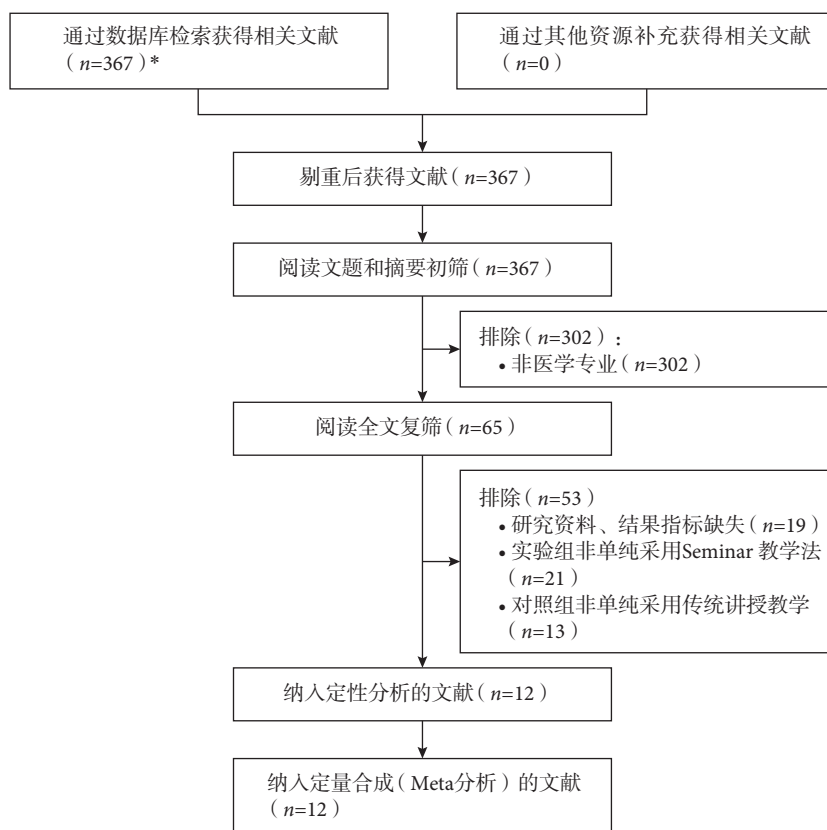 通过数据库检索获得相关文献
（n=367）*
通过其他资源补充获得相关文献
（n=0）
剔重后获得文献（n=367）
阅读文题和摘要初筛（n=367）
排除（n=302）：
• 非医学专业（n=302）
阅读全文复筛（n=65）
排除（n=53）
• 研究资料、结果指标缺失（n=19）
• 实验组非单纯采用Seminar 教学法
（n=21）
• 对照组非单纯采用传统讲授教学
（n=13）
纳入定性分析的文献（n=12）
纳入定量合成（Meta分析）的文献
（n=12）